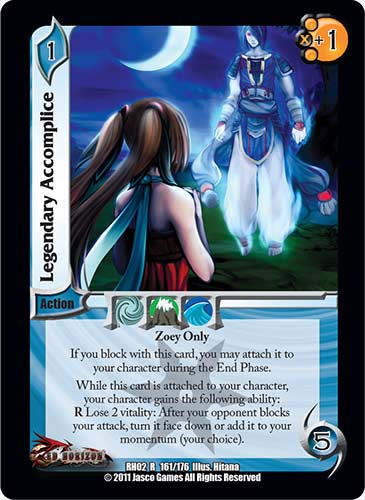 1
+1
Legendary Accomplice
Action
Zoey Only
If you block with this card, you may attach it to
your character during the End Phase.
While this card is attached to your character,
your character gains the following ability:
R Lose 2 vitality: After your opponent blocks
your attack, turn it face down or add it to your
momentum (your choice).
5
RED HORIZON
RH02 R 161/176 Illus. Hitana
© 2011 Jasco Games All Rights Reserved